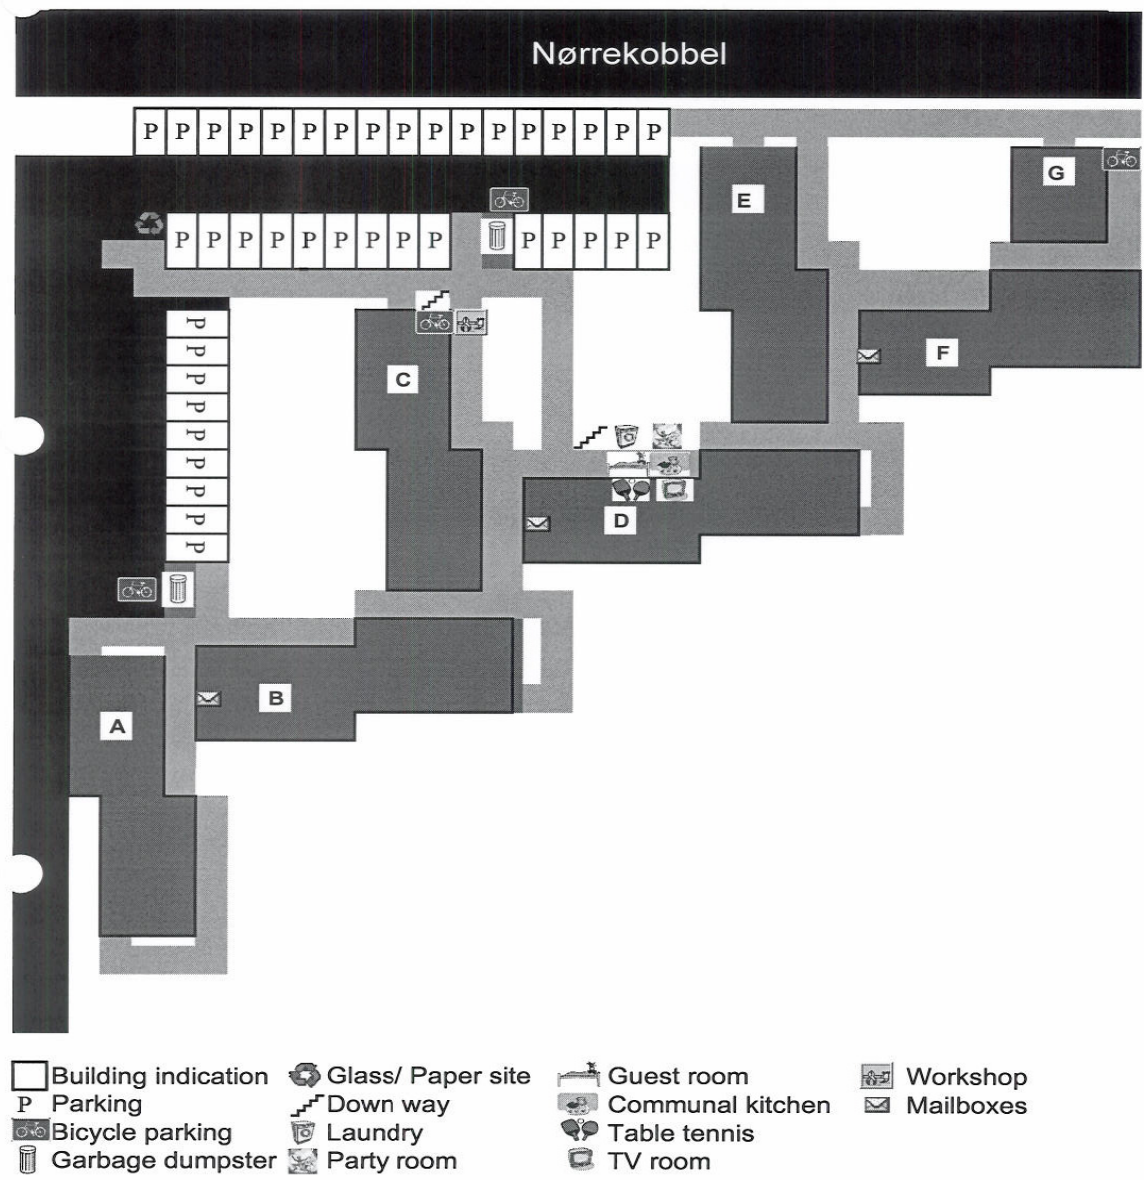 Nørrekobbel
P P P P P P P P P P P P P P P P P
G
E
P P P P P P P P P P P P P P
P
P
P
P
P
P
P
P
P
F
C
D
B
A
Building indication
P Parking
Bicycle parking
Garbage dumpster
Glass/ Paper site
Down way
Laundry
Party room
Guest room
Communal kitchen
Table tennis
TV room
Workshop
Mailboxes